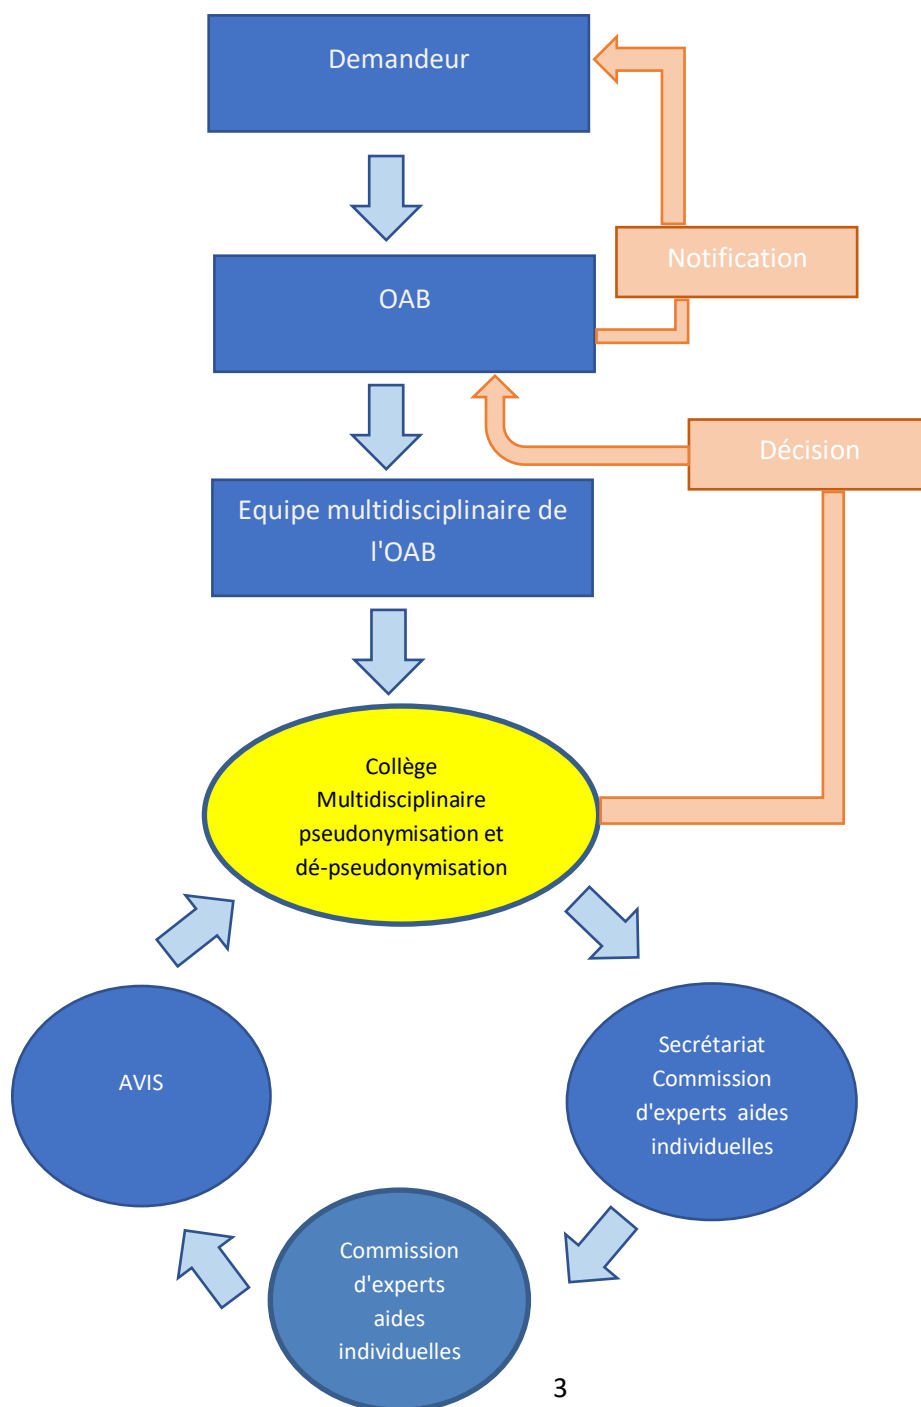 Demandeur
Notification
OAB
Décision
Equipe multidisciplinaire de
l'OAB
Collège
Multidisciplinaire
pseudonymisation et
dé-pseudonymisation
Secrétariat
Commission
d'experts aides
individuelles
AVIS
Commission
d'experts
aides
individuelles
3